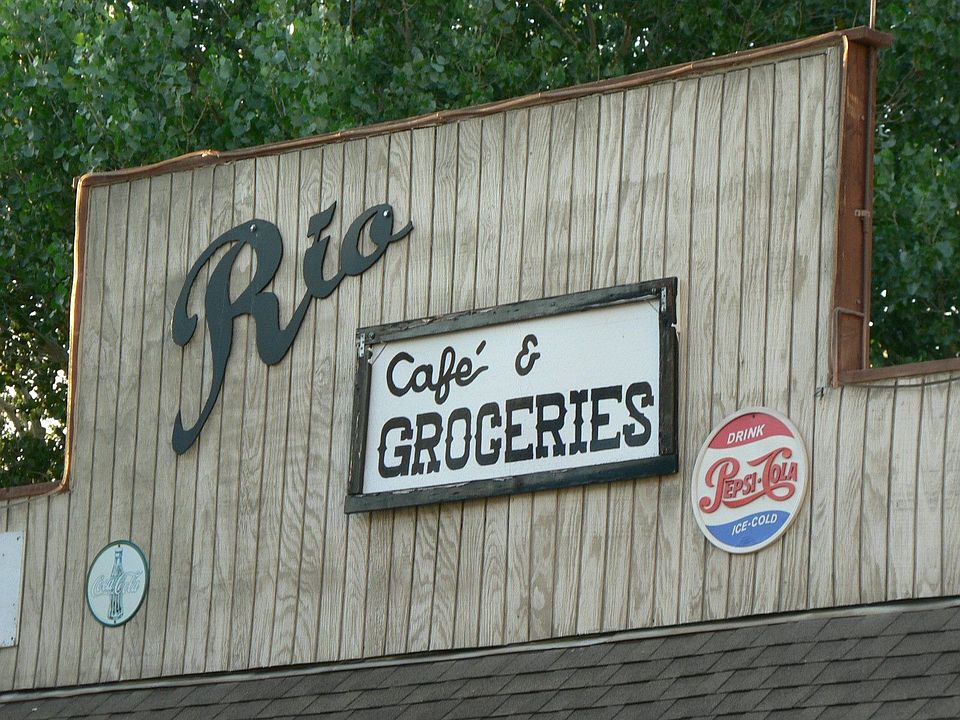 Rio
Café &
GROCERIES
DRINK
PEPSI-COLA
ICE-COLD
Coca-Cola